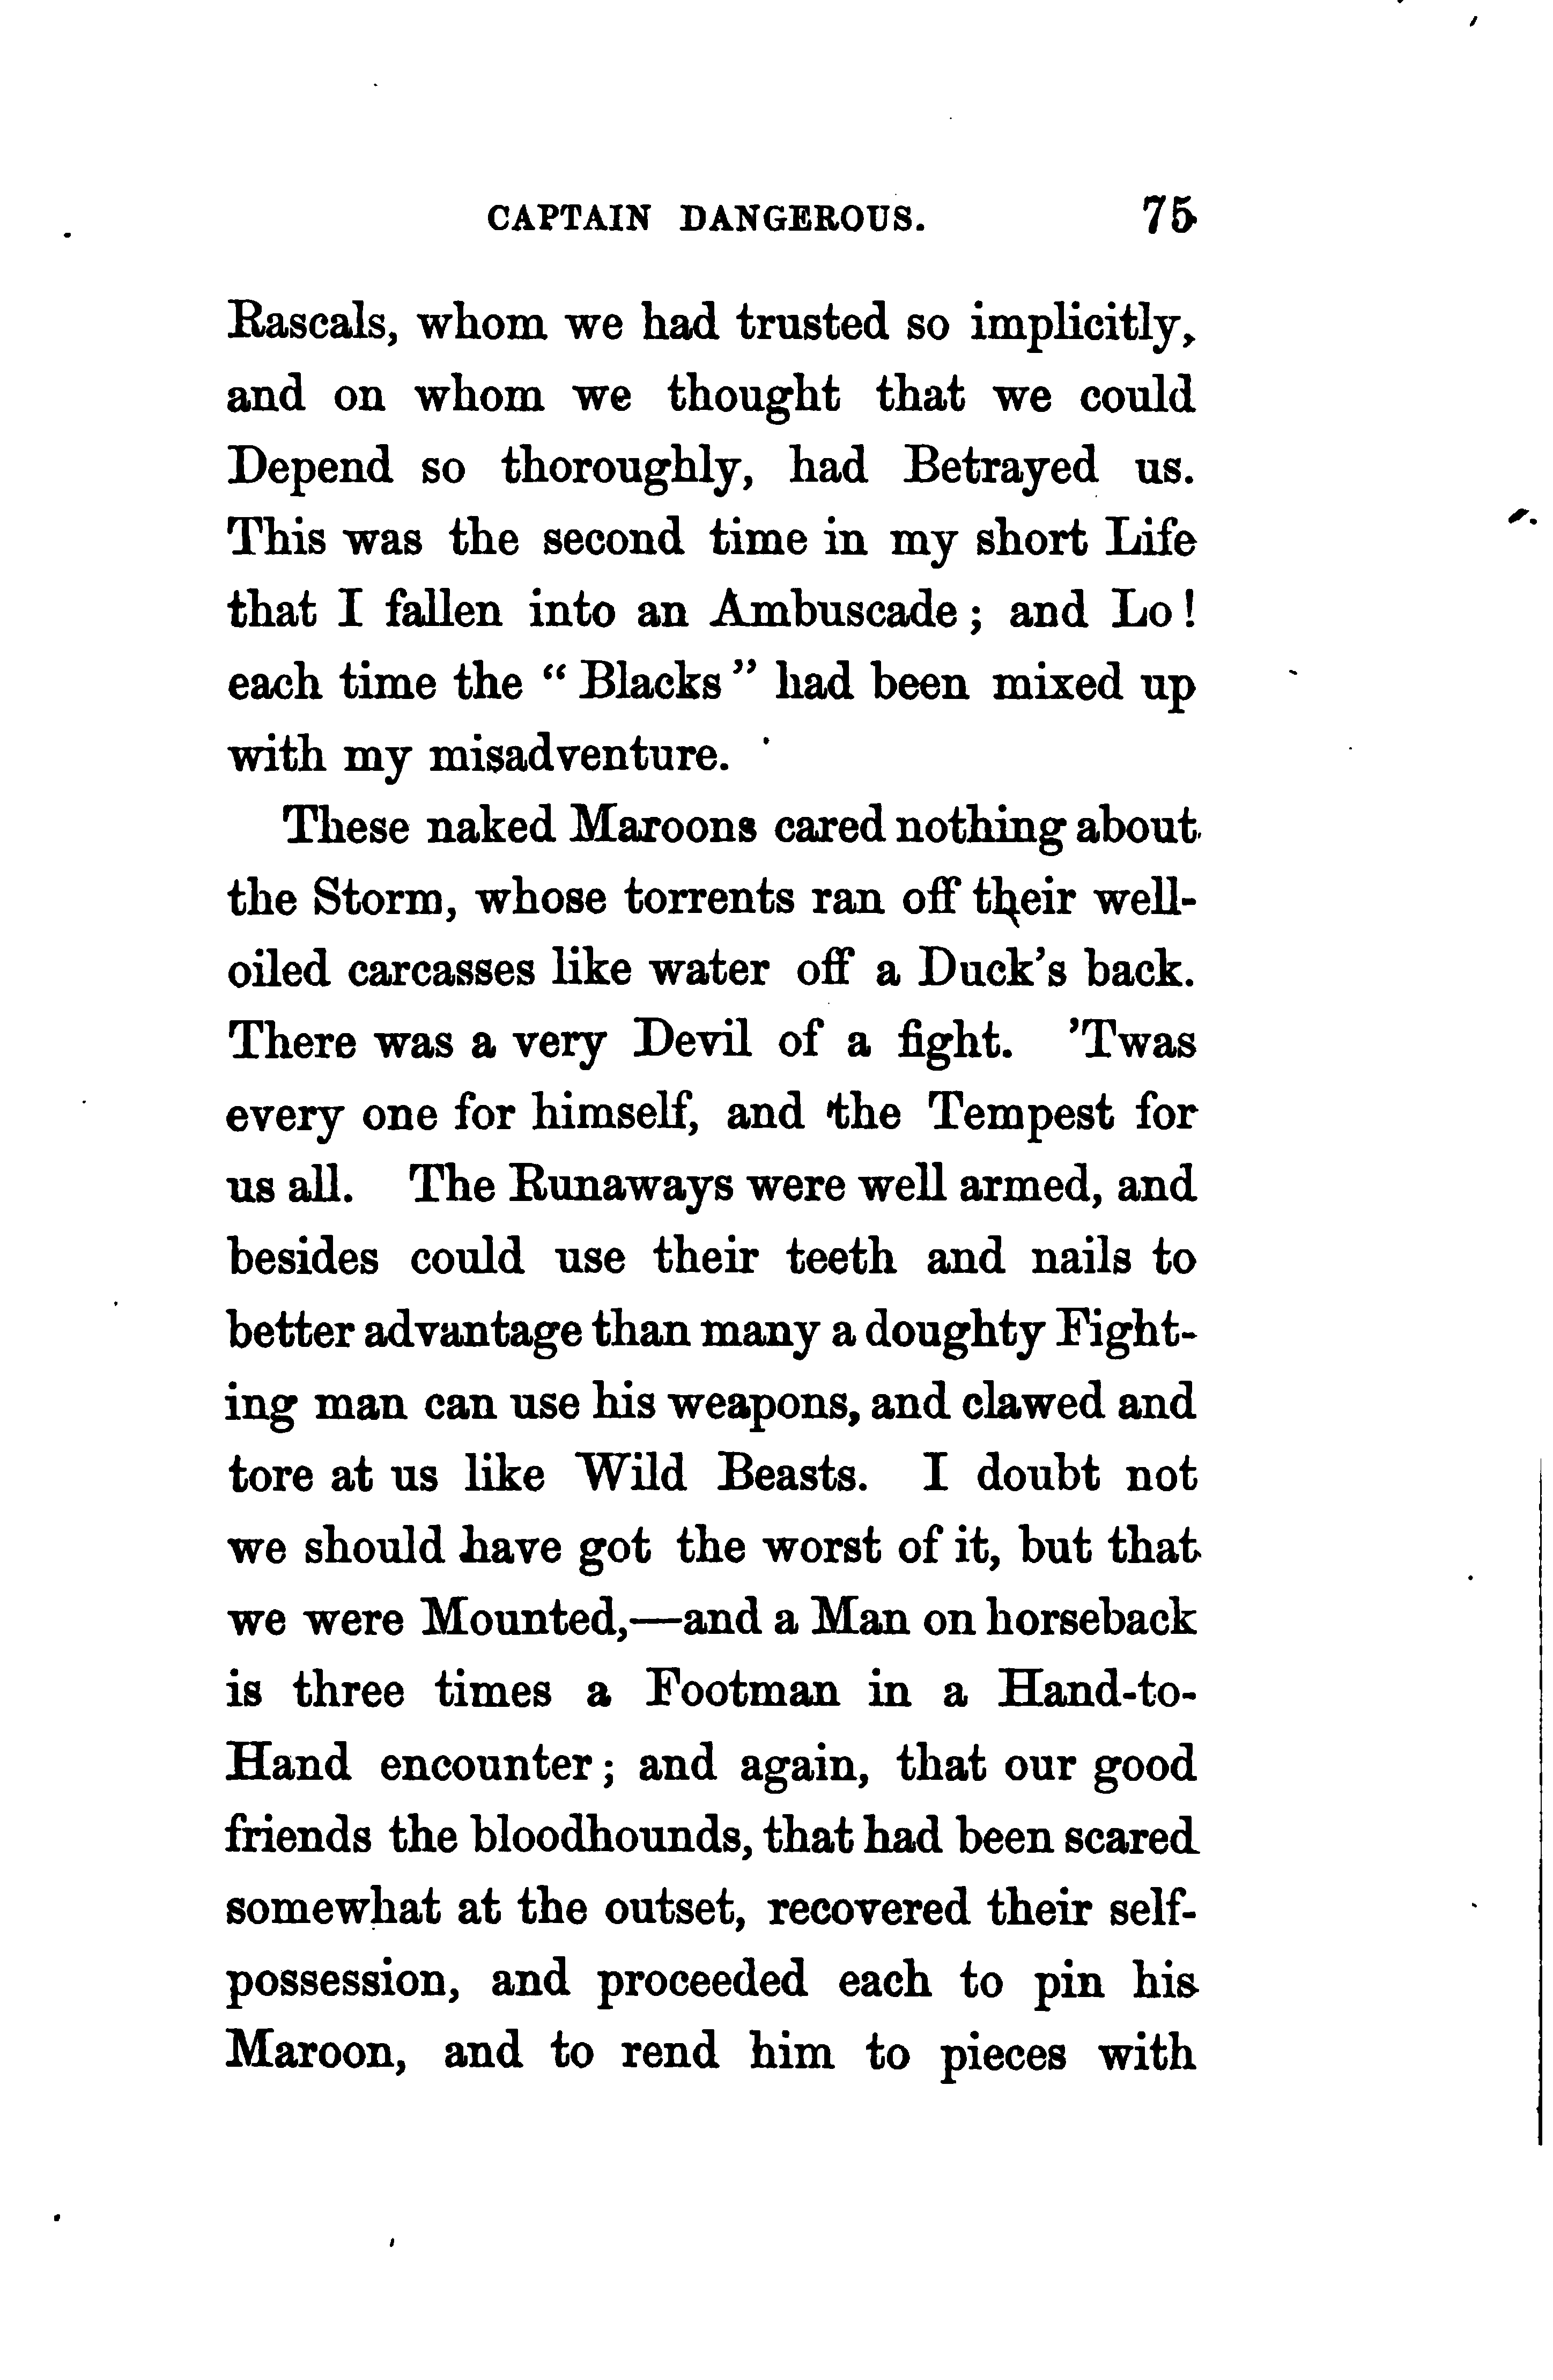 CAPTAIN DANGEROUS. 75
Rascals, whom we had trusted so implicitly,
and on whom we thought that we could
Depend so thoroughly, had Betrayed us.
This was the second time in my short Life
that I fallen into an Ambuscade; and Lo!
each time the “Blacks” had been mixed up
with my misadventure.
These naked Maroons cared nothing about
the Storm, whose torrents ran off their well-
oiled carcasses like water off a Duck’s back.
There was a very Devil of a fight. ’Twas
every one for himself, and the Tempest for
us all. The Runaways were well armed, and
besides could use their teeth and nails to
better advantage than many a doughty Fight-
ing man can use his weapons, and clawed and
tore at us like Wild Beasts. I doubt not
we should have got the worst of it, but that
we were Mounted,—and a Man on horseback
is three times a Footman in a Hand-to-
Hand encounter; and again, that our good
friends the bloodhounds, that had been scared
somewhat at the outset, recovered their self-
possession, and proceeded each to pin his
Maroon, and to rend him to pieces with